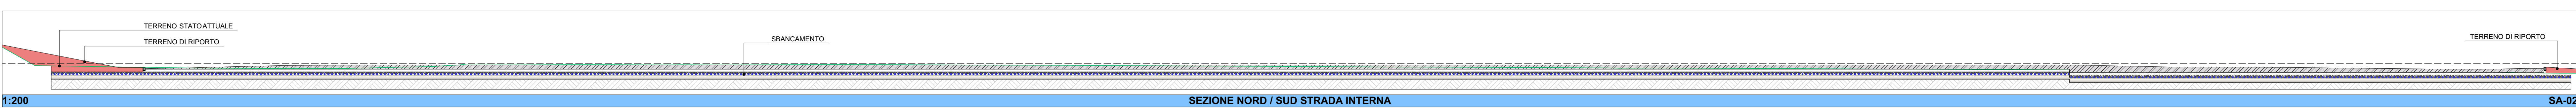 TERRENO STATO ATTUALE
TERRENO DI RIPORTO
SBANCAMENTO
TERRENO DI RIPORTO
1:200
SEZIONE NORD / SUD STRADA INTERNA
SA-02